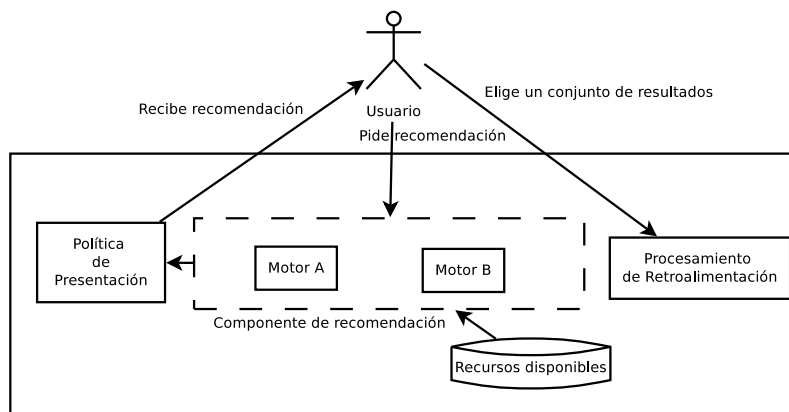 Elige un conjunto de resultados
Recibe recomendación
Usuario
Pide recomendación
Política
de
Presentación
Motor A
Motor B
Procesamiento
de Retroalimentación
Componente de recomendación
Recursos disponibles